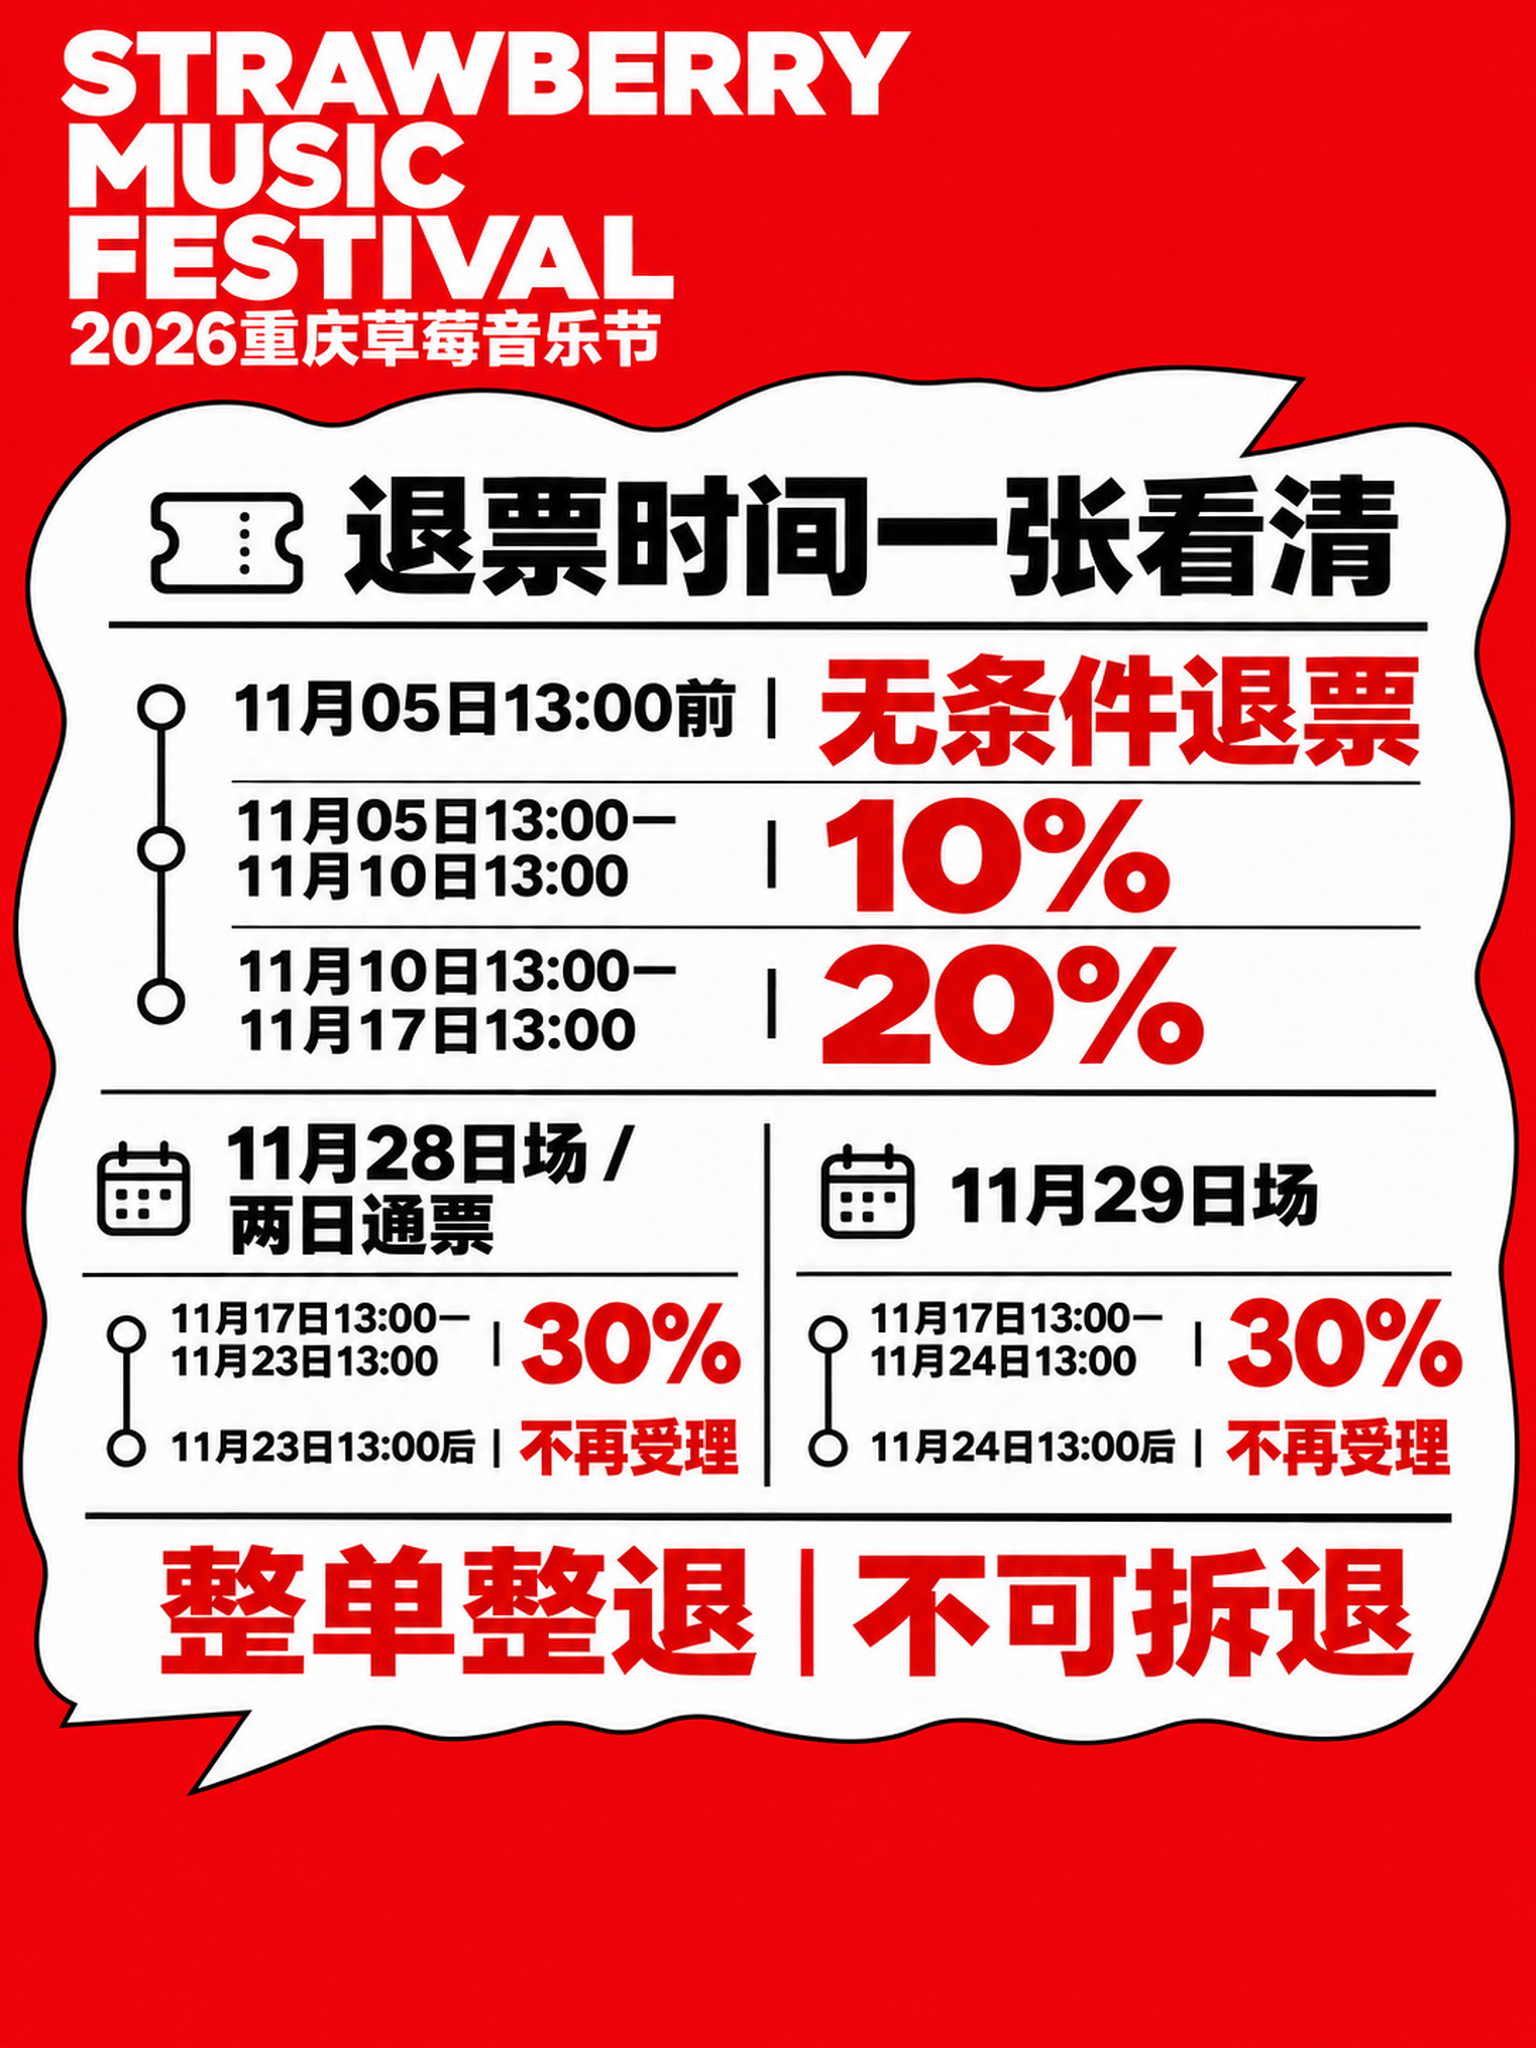 STRAWBERRY
MUSIC
FESTIVAL
2026重庆草莓音乐节
退票时间一张看清
11月05日13:00前 | 无条件退票
11月05日13:00—
11月10日13:00 | 10%
11月10日13:00—
11月17日13:00 | 20%
11月28日场 /
两日通票
11月17日13:00—
11月23日13:00 | 30%
11月23日13:00后 | 不再受理
11月29日场
11月17日13:00—
11月24日13:00 | 30%
11月24日13:00后 | 不再受理
整单整退 | 不可拆退